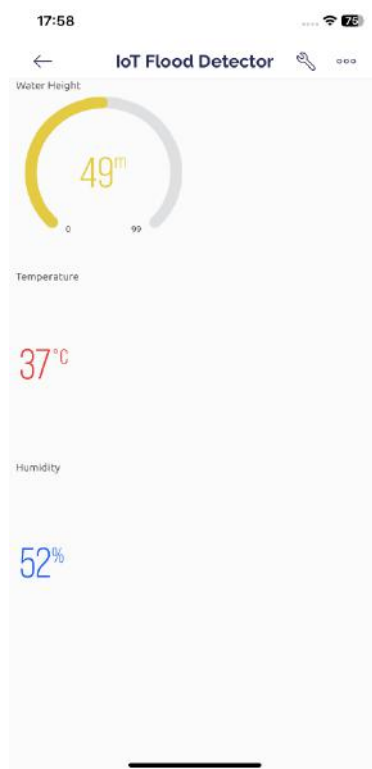 17:58
75
IoT Flood Detector
Water Height
49m
0 99
Temperature
37°C
Humidity
52%